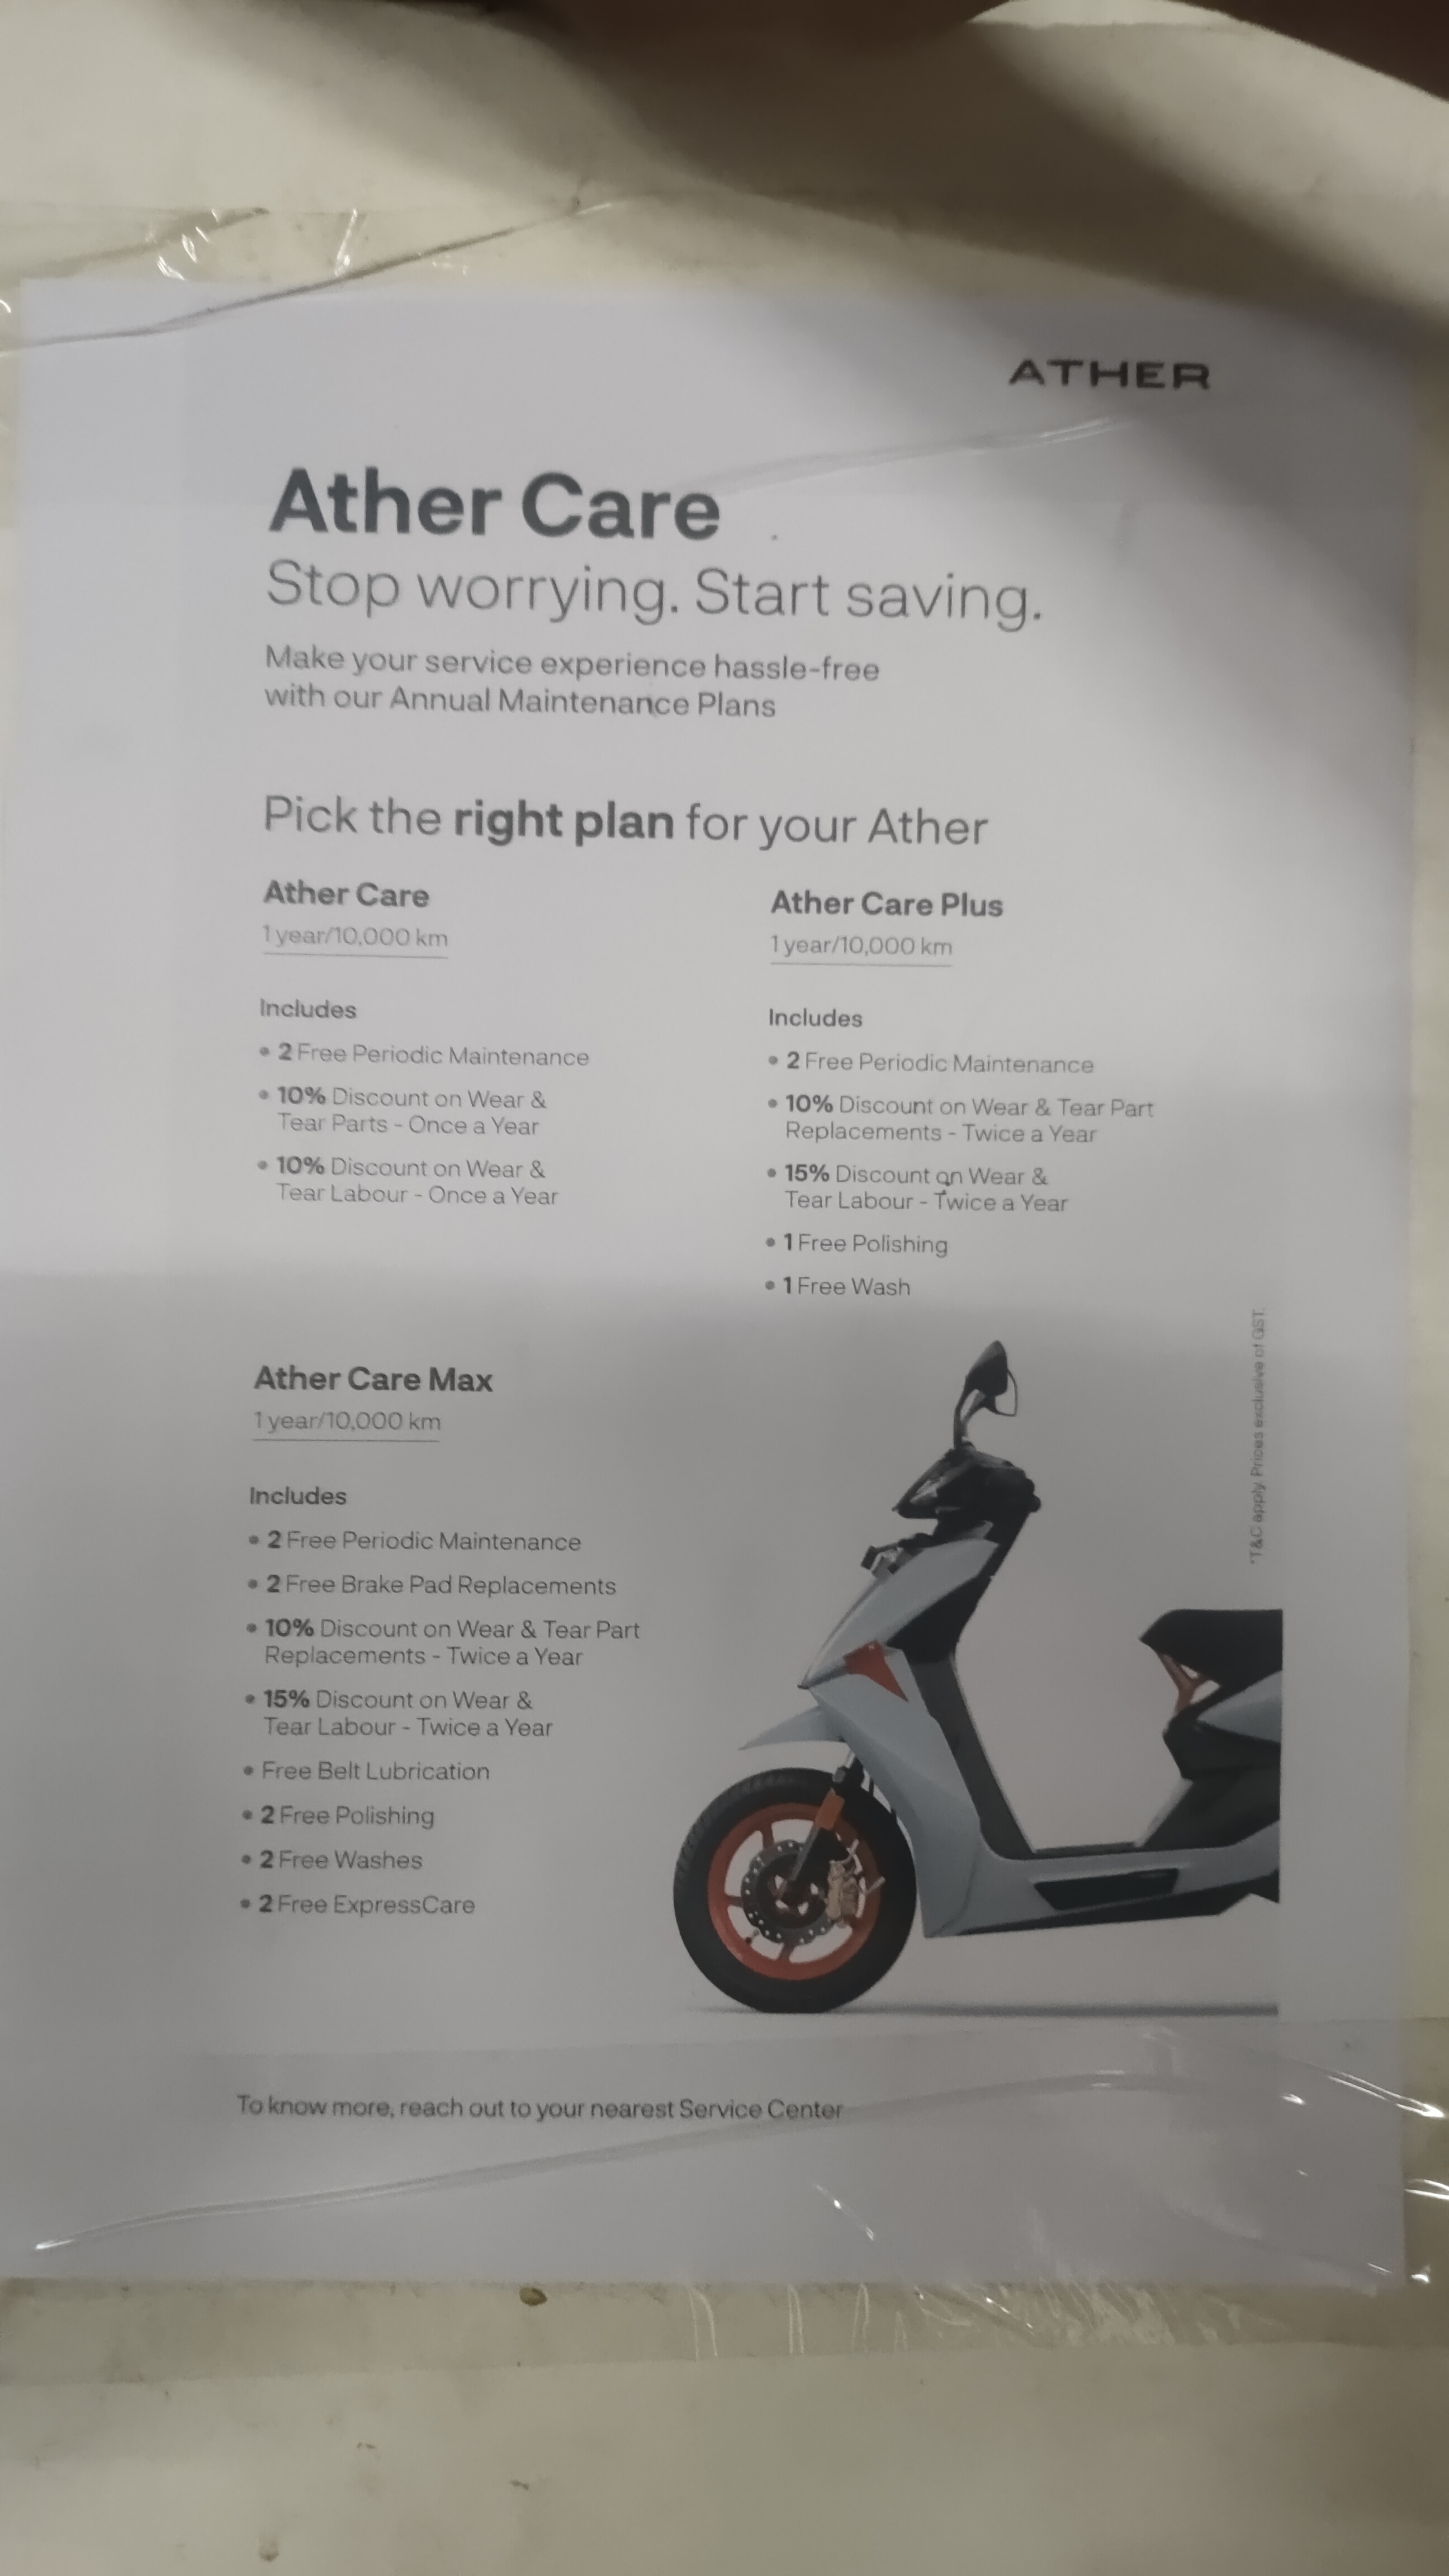 ATHER
Ather Care
Stop worrying. Start saving.
Make your service experience hassle-free
with our Annual Maintenance Plans
Pick the right plan for your Ather
Ather Care
1 year/10,000 km
Includes
• 2 Free Periodic Maintenance
• 10% Discount on Wear &
Tear Parts - Once a Year
• 10% Discount on Wear &
Tear Labour - Once a Year
Ather Care Plus
1 year/10,000 km
Includes
• 2 Free Periodic Maintenance
• 10% Discount on Wear & Tear Part
Replacements - Twice a Year
• 15% Discount on Wear &
Tear Labour - Twice a Year
• 1 Free Polishing
• 1 Free Wash
Ather Care Max
1 year/10,000 km
Includes
• 2 Free Periodic Maintenance
• 2 Free Brake Pad Replacements
• 10% Discount on Wear & Tear Part
Replacements - Twice a Year
• 15% Discount on Wear &
Tear Labour - Twice a Year
• Free Belt Lubrication
• 2 Free Polishing
• 2 Free Washes
• 2 Free ExpressCare
*T&C apply. Prices exclusive of GST.
To know more, reach out to your nearest Service Center